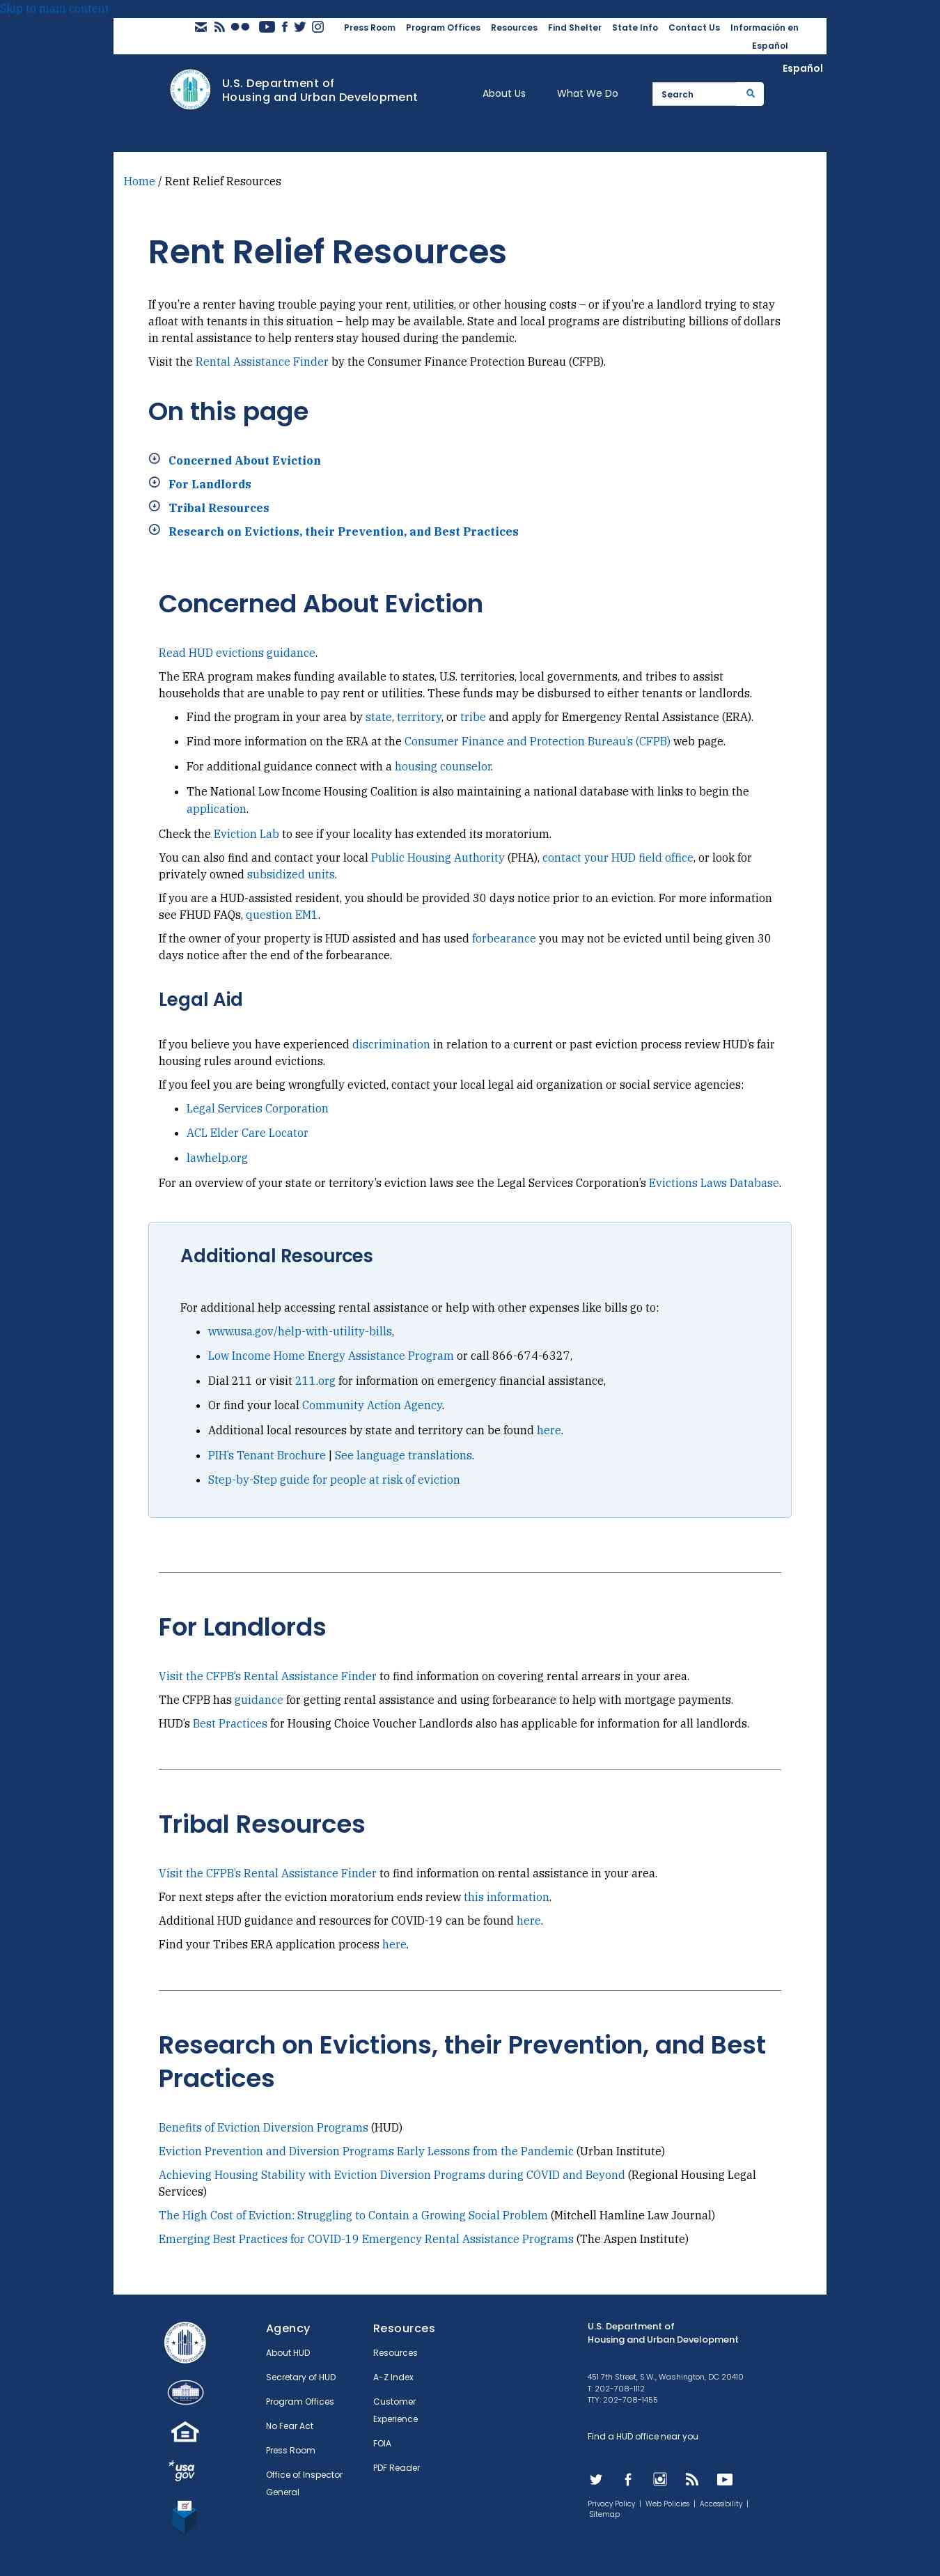 Skip to main content
Press Room Program Offices Resources Find Shelter State Info Contact Us Información en
Español
Español
U.S. Department of
Housing and Urban Development
About Us What We Do Search
Home / Rent Relief Resources
Rent Relief Resources
If you’re a renter having trouble paying your rent, utilities, or other housing costs – or if you’re a landlord trying to stay
afloat with tenants in this situation – help may be available. State and local programs are distributing billions of dollars
in rental assistance to help renters stay housed during the pandemic.
Visit the Rental Assistance Finder by the Consumer Finance Protection Bureau (CFPB).
On this page
Concerned About Eviction
For Landlords
Tribal Resources
Research on Evictions, their Prevention, and Best Practices
Concerned About Eviction
Read HUD evictions guidance.
The ERA program makes funding available to states, U.S. territories, local governments, and tribes to assist
households that are unable to pay rent or utilities. These funds may be disbursed to either tenants or landlords.
• Find the program in your area by state, territory, or tribe and apply for Emergency Rental Assistance (ERA).
• Find more information on the ERA at the Consumer Finance and Protection Bureau’s (CFPB) web page.
• For additional guidance connect with a housing counselor.
• The National Low Income Housing Coalition is also maintaining a national database with links to begin the
application.
Check the Eviction Lab to see if your locality has extended its moratorium.
You can also find and contact your local Public Housing Authority (PHA), contact your HUD field office, or look for
privately owned subsidized units.
If you are a HUD-assisted resident, you should be provided 30 days notice prior to an eviction. For more information
see FHUD FAQs, question EM1.
If the owner of your property is HUD assisted and has used forbearance you may not be evicted until being given 30
days notice after the end of the forbearance.
Legal Aid
If you believe you have experienced discrimination in relation to a current or past eviction process review HUD’s fair
housing rules around evictions.
If you feel you are being wrongfully evicted, contact your local legal aid organization or social service agencies:
• Legal Services Corporation
• ACL Elder Care Locator
• lawhelp.org
For an overview of your state or territory’s eviction laws see the Legal Services Corporation’s Evictions Laws Database.
Additional Resources
For additional help accessing rental assistance or help with other expenses like bills go to:
• www.usa.gov/help-with-utility-bills,
• Low Income Home Energy Assistance Program or call 866-674-6327,
• Dial 211 or visit 211.org for information on emergency financial assistance,
• Or find your local Community Action Agency.
• Additional local resources by state and territory can be found here.
• PIH’s Tenant Brochure | See language translations.
• Step-by-Step guide for people at risk of eviction
For Landlords
Visit the CFPB’s Rental Assistance Finder to find information on covering rental arrears in your area.
The CFPB has guidance for getting rental assistance and using forbearance to help with mortgage payments.
HUD’s Best Practices for Housing Choice Voucher Landlords also has applicable for information for all landlords.
Tribal Resources
Visit the CFPB’s Rental Assistance Finder to find information on rental assistance in your area.
For next steps after the eviction moratorium ends review this information.
Additional HUD guidance and resources for COVID-19 can be found here.
Find your Tribes ERA application process here.
Research on Evictions, their Prevention, and Best
Practices
Benefits of Eviction Diversion Programs (HUD)
Eviction Prevention and Diversion Programs Early Lessons from the Pandemic (Urban Institute)
Achieving Housing Stability with Eviction Diversion Programs during COVID and Beyond (Regional Housing Legal
Services)
The High Cost of Eviction: Struggling to Contain a Growing Social Problem (Mitchell Hamline Law Journal)
Emerging Best Practices for COVID-19 Emergency Rental Assistance Programs (The Aspen Institute)
usa
gov
Agency
About HUD
Secretary of HUD
Program Offices
No Fear Act
Press Room
Office of Inspector
General
Resources
Resources
A-Z Index
Customer
Experience
FOIA
PDF Reader
U.S. Department of
Housing and Urban Development
451 7th Street, S.W., Washington, DC 20410
T: 202-708-1112
TTY: 202-708-1455
Find a HUD office near you
Privacy Policy | Web Policies | Accessibility |
Sitemap